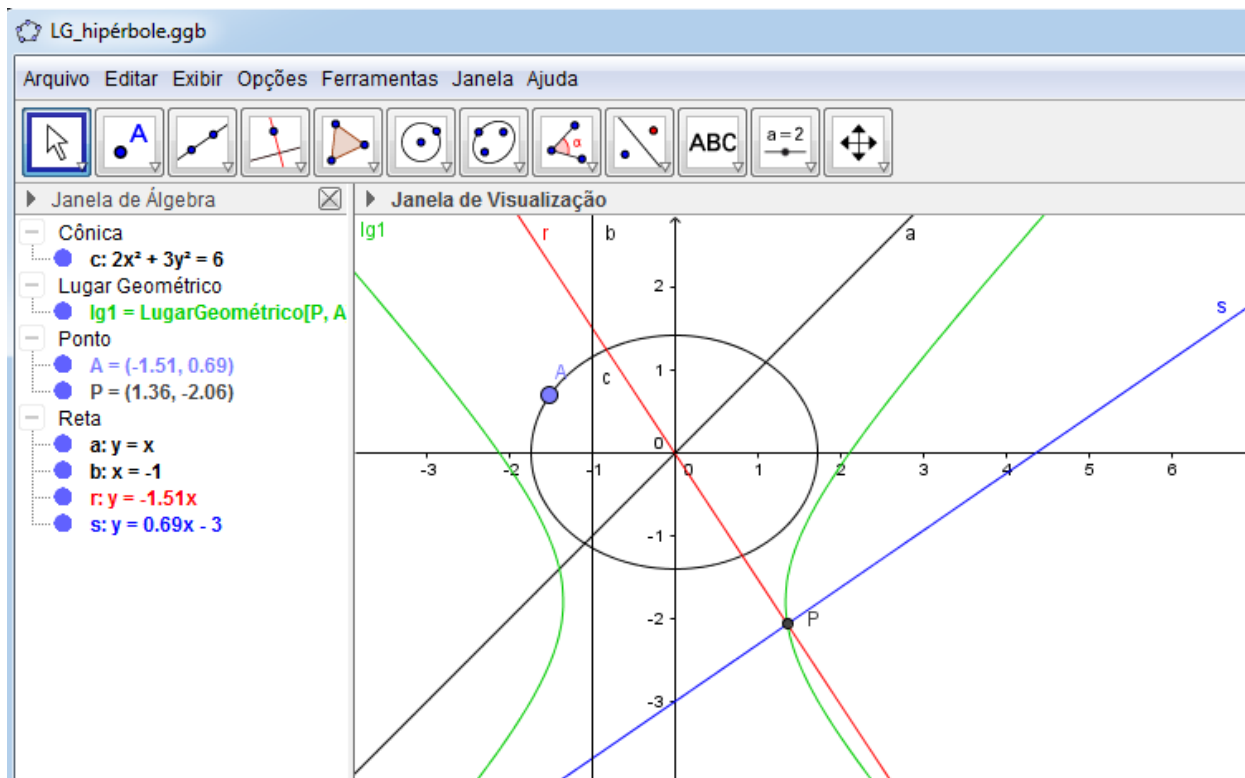 LG_hipérbole.ggb
Arquivo Editar Exibir Opções Ferramentas Janela Ajuda
A
α
ABC
a = 2
Janela de Álgebra
Janela de Visualização
Cônica
c: 2x² + 3y² = 6
Lugar Geométrico
lg1 = LugarGeométrico[P, A
Ponto
A = (-1.51, 0.69)
P = (1.36, -2.06)
Reta
a: y = x
b: x = -1
r: y = -1.51x
s: y = 0.69x - 3
lg1
r
b
a
2
s
A
1
c
0
-3 -2 -1 0 1 2 3 4 5 6
-1
-2
P
-3